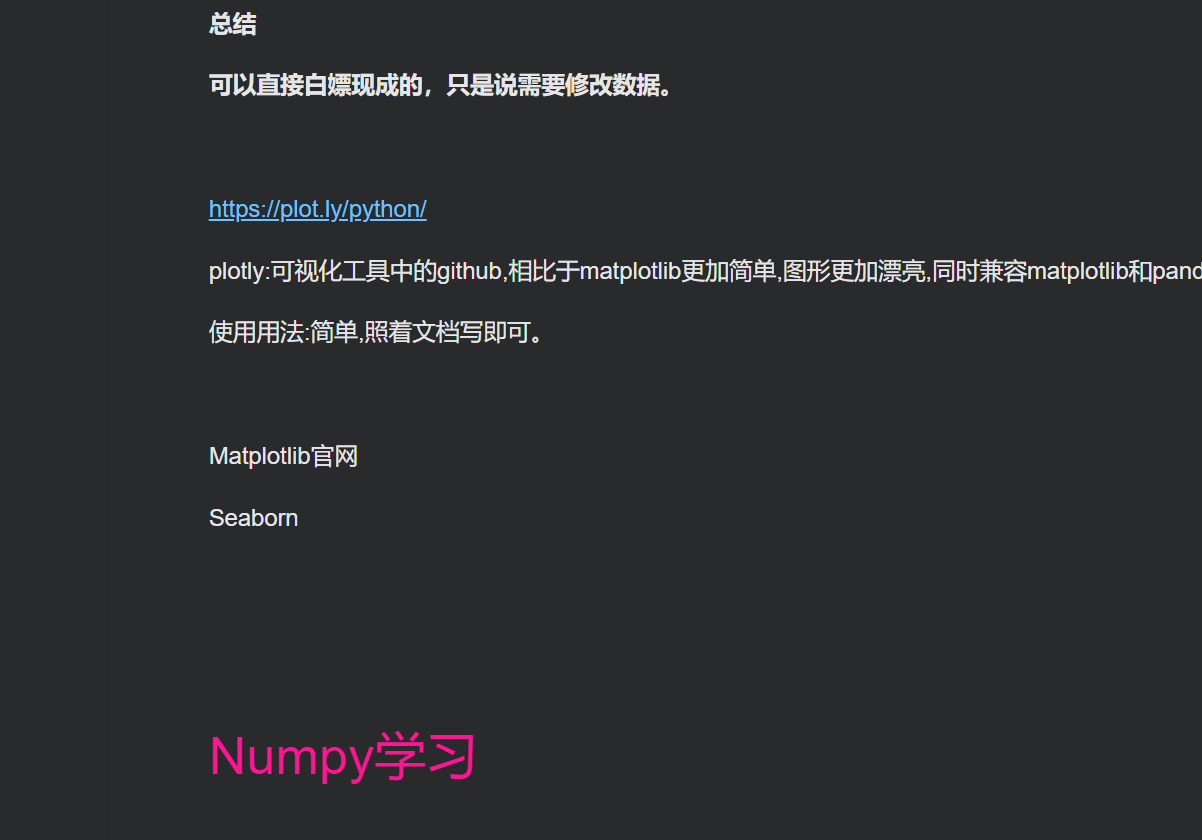 总结
可以直接白嫖现成的，只是说需要修改数据。
https://plot.ly/python/
plotly:可视化工具中的github,相比于matplotlib更加简单,图形更加漂亮,同时兼容matplotlib和pand
使用用法:简单,照着文档写即可。
Matplotlib官网
Seaborn
Numpy学习